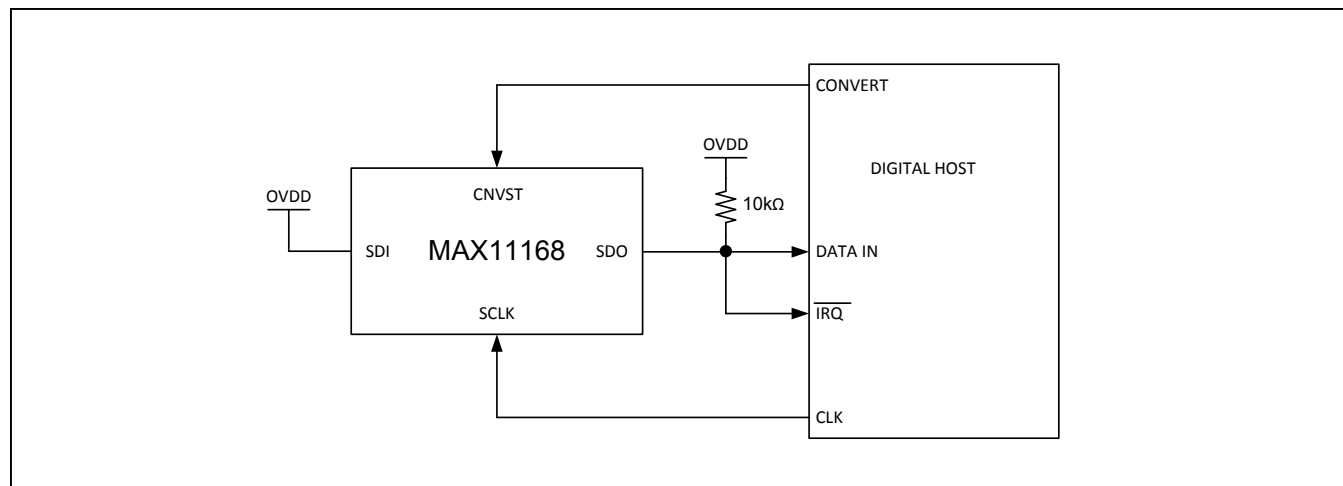 CONVERT
OVDD
DIGITAL HOST
OVDD
CNVST
10kΩ
SDI
MAX11168
SDO
DATA IN
SCLK
IRQ
CLK